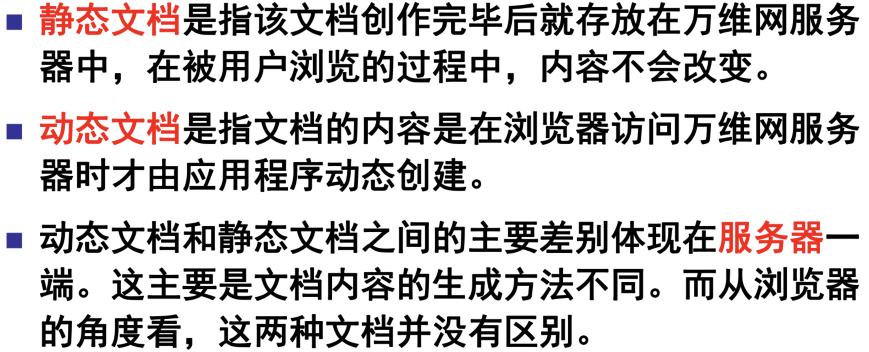 静态文档是指该文档创作完毕后就存放在万维网服务
器中，在被用户浏览的过程中，内容不会改变。
动态文档是指文档的内容是在浏览器访问万维网服务
器时才由应用程序动态创建。
动态文档和静态文档之间的主要差别体现在服务器一
端。这主要是文档内容的生成方法不同。而从浏览器
的角度看，这两种文档并没有区别。